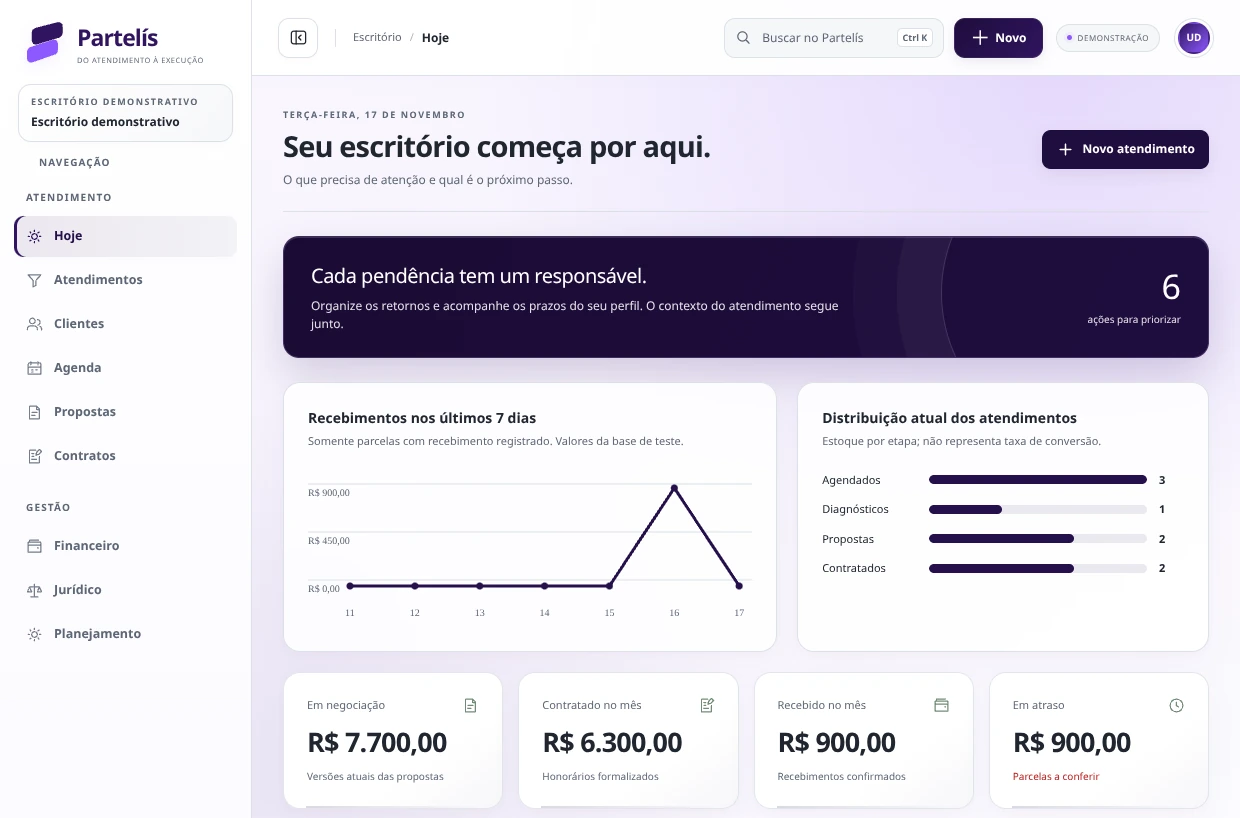 Partelís
DO ATENDIMENTO À EXECUÇÃO
ESCRITÓRIO DEMONSTRATIVO
Escritório demonstrativo
NAVEGAÇÃO
ATENDIMENTO
Hoje
Atendimentos
Clientes
Agenda
Propostas
Contratos
GESTÃO
Financeiro
Jurídico
Planejamento
Escritório / Hoje
Buscar no Partelís
Ctrl K
Novo
DEMONSTRAÇÃO
UD
TERÇA-FEIRA, 17 DE NOVEMBRO
Seu escritório começa por aqui.
O que precisa de atenção e qual é o próximo passo.
Novo atendimento
Cada pendência tem um responsável.
Organize os retornos e acompanhe os prazos do seu perfil. O contexto do atendimento segue
junto.
6
ações para priorizar
Recebimentos nos últimos 7 dias
Somente parcelas com recebimento registrado. Valores da base de teste.
R$ 900,00
R$ 450,00
R$ 0,00
11 12 13 14 15 16 17
Distribuição atual dos atendimentos
Estoque por etapa; não representa taxa de conversão.
Agendados 3
Diagnósticos 1
Propostas 2
Contratados 2
Em negociação
R$ 7.700,00
Versões atuais das propostas
Contratado no mês
R$ 6.300,00
Honorários formalizados
Recebido no mês
R$ 900,00
Recebimentos confirmados
Em atraso
R$ 900,00
Parcelas a conferir